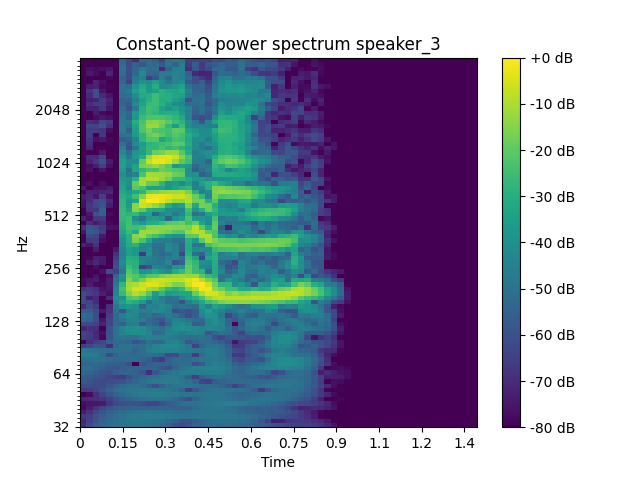 Constant-Q power spectrum speaker_3
Hz
2048
1024
512
256
128
64
32
0 0.15 0.3 0.45 0.6 0.75 0.9 1.1 1.2 1.4
Time
+0 dB
-10 dB
-20 dB
-30 dB
-40 dB
-50 dB
-60 dB
-70 dB
-80 dB